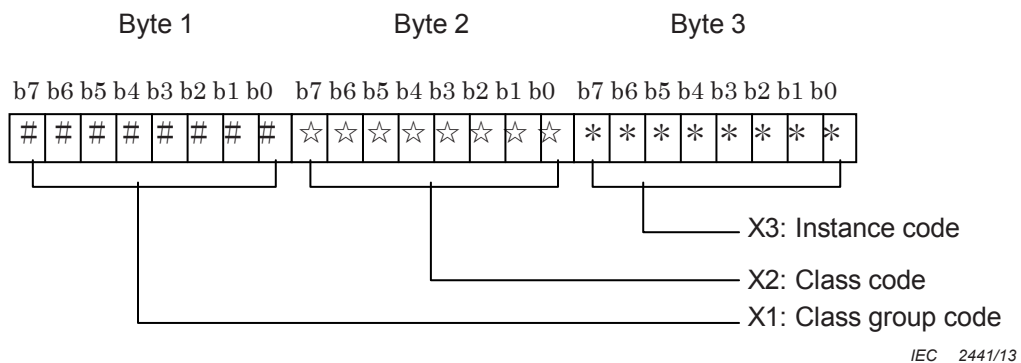 Byte 1 Byte 2 Byte 3
b7 b6 b5 b4 b3 b2 b1 b0 b7 b6 b5 b4 b3 b2 b1 b0 b7 b6 b5 b4 b3 b2 b1 b0
# # # # # # # # ☆ ☆ ☆ ☆ ☆ ☆ ☆ ☆ * * * * * * * *
X3: Instance code
X2: Class code
X1: Class group code
IEC 2441/13